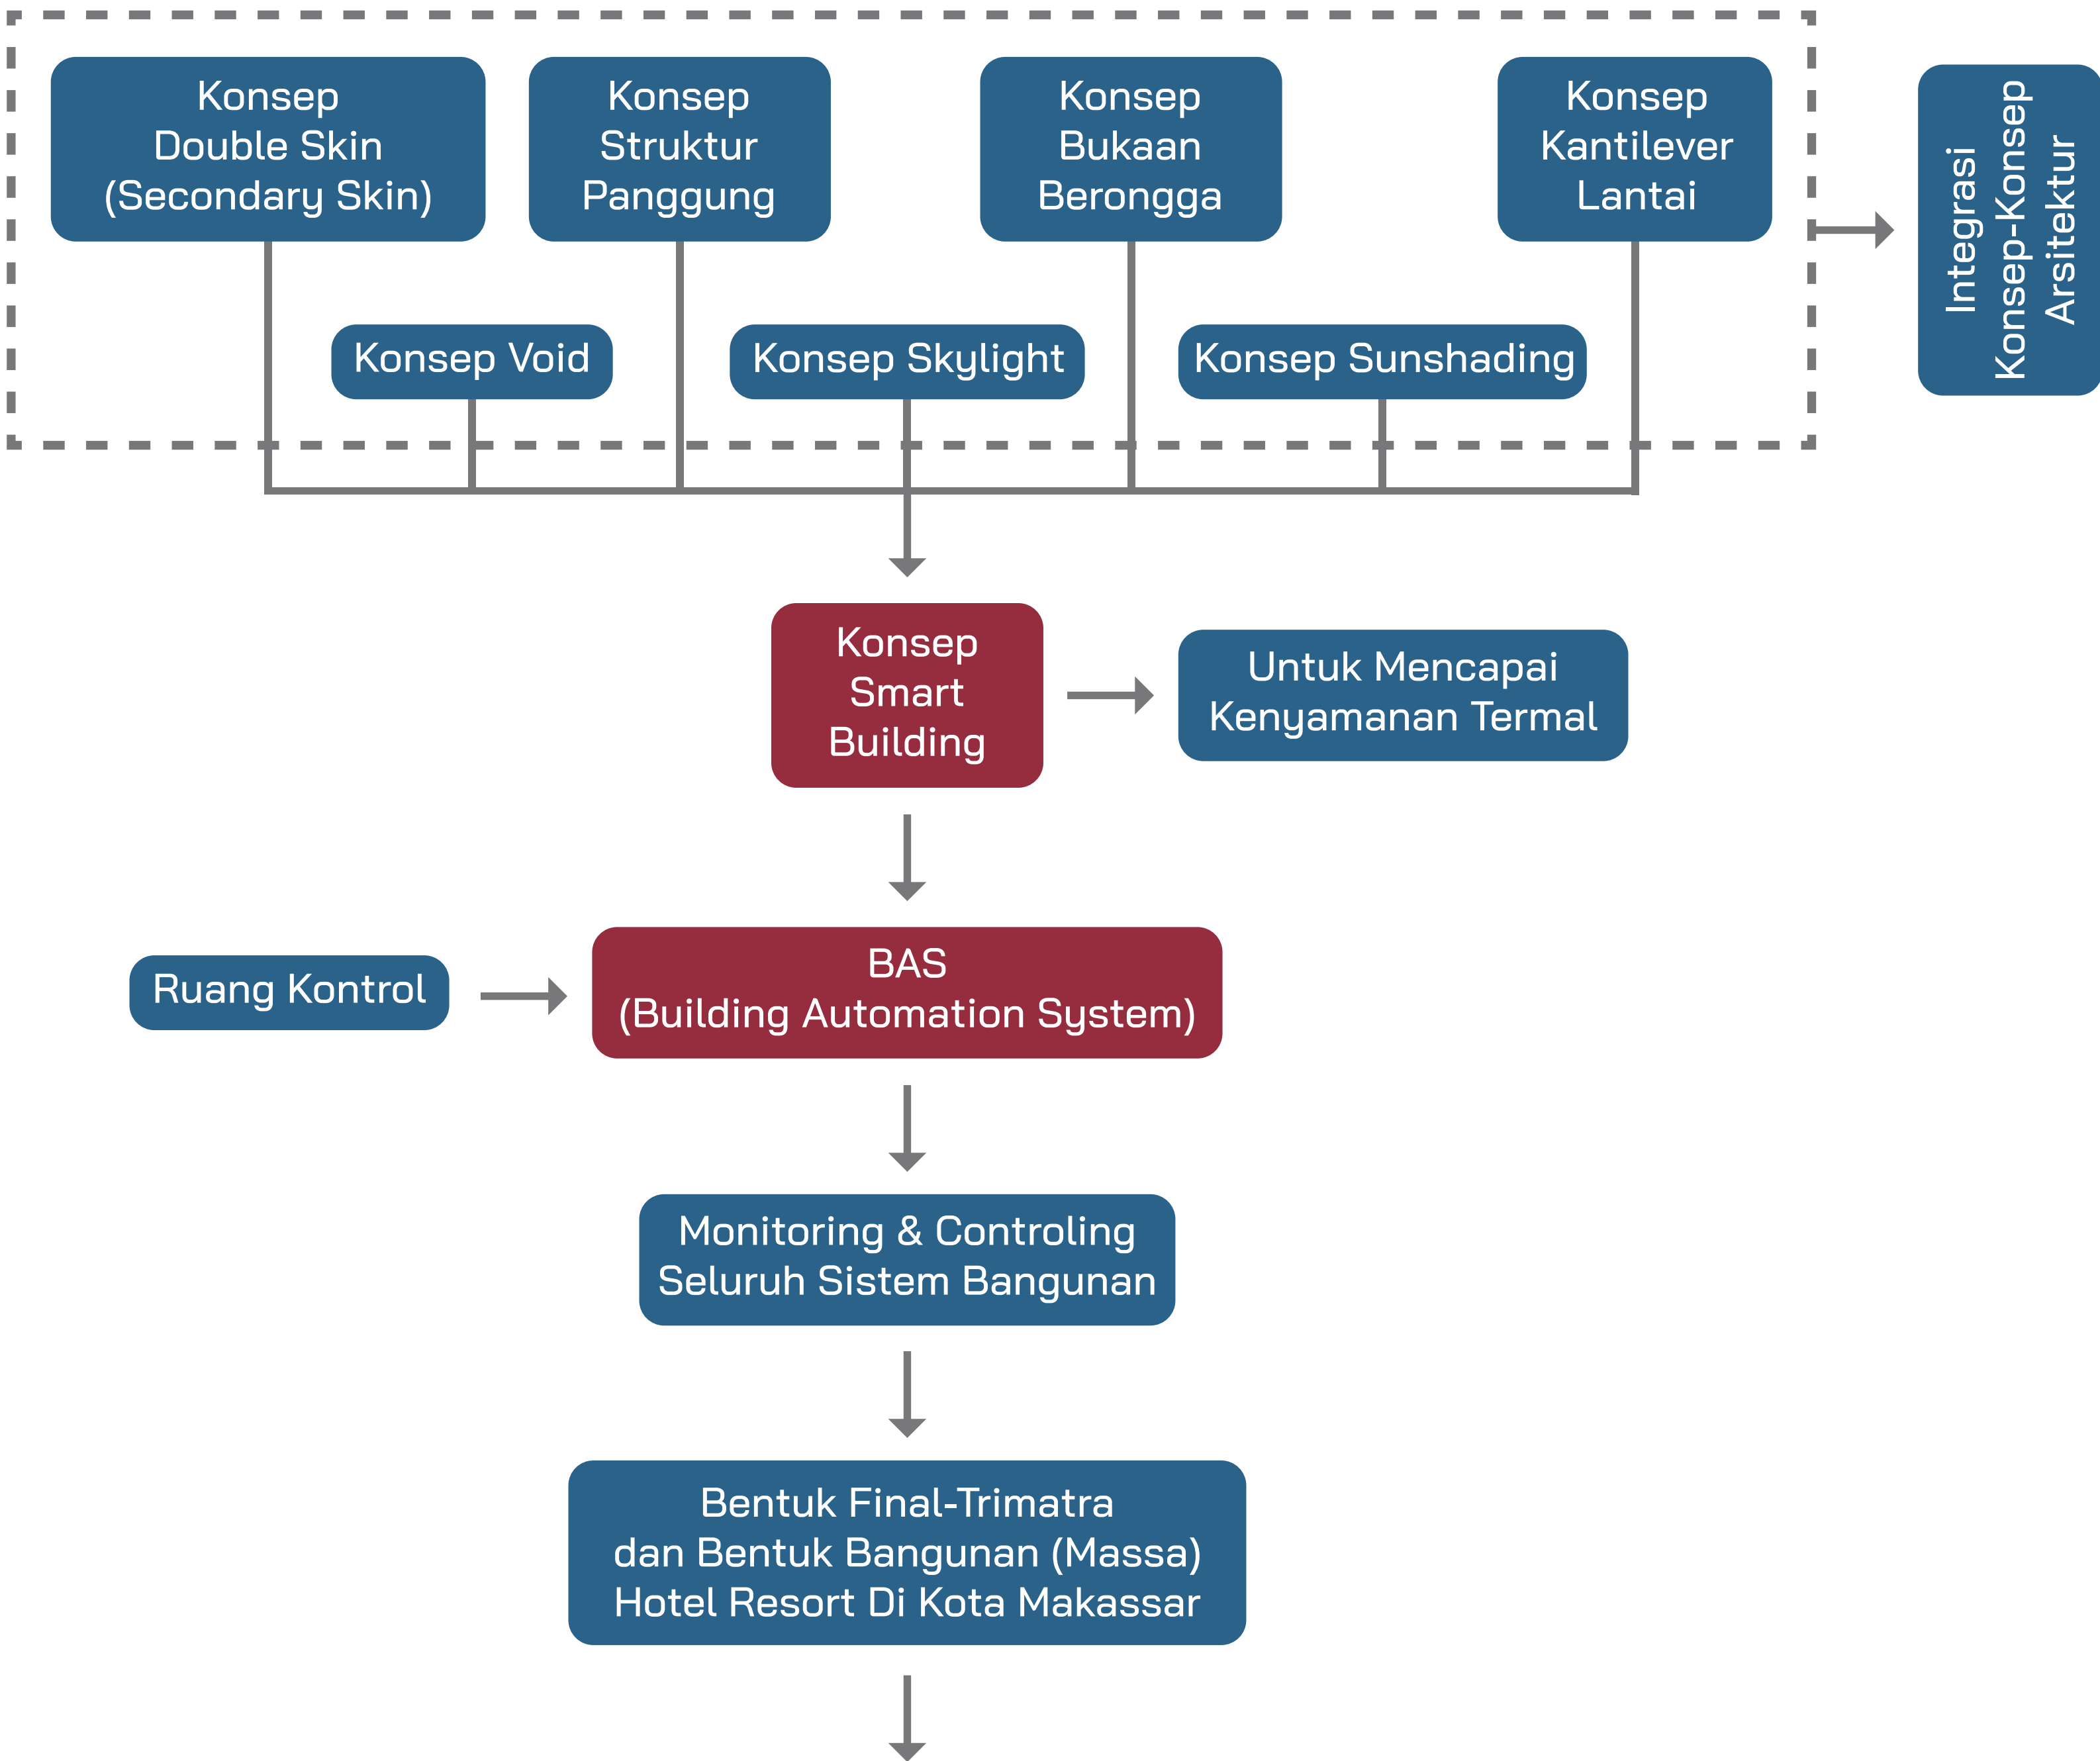 Konsep
Double Skin
(Secondary Skin)
Konsep
Struktur
Panggung
Konsep
Bukaan
Berongga
Konsep
Kantilever
Lantai
Integrasi
Konsep-Konsep
Arsitektur
Konsep Void
Konsep Skylight
Konsep Sunshading
Konsep
Smart
Building
Untuk Mencapai
Kenyamanan Termal
Ruang Kontrol
BAS
(Building Automation System)
Monitoring & Controling
Seluruh Sistem Bangunan
Bentuk Final-Trimatra
dan Bentuk Bangunan (Massa)
Hotel Resort Di Kota Makassar